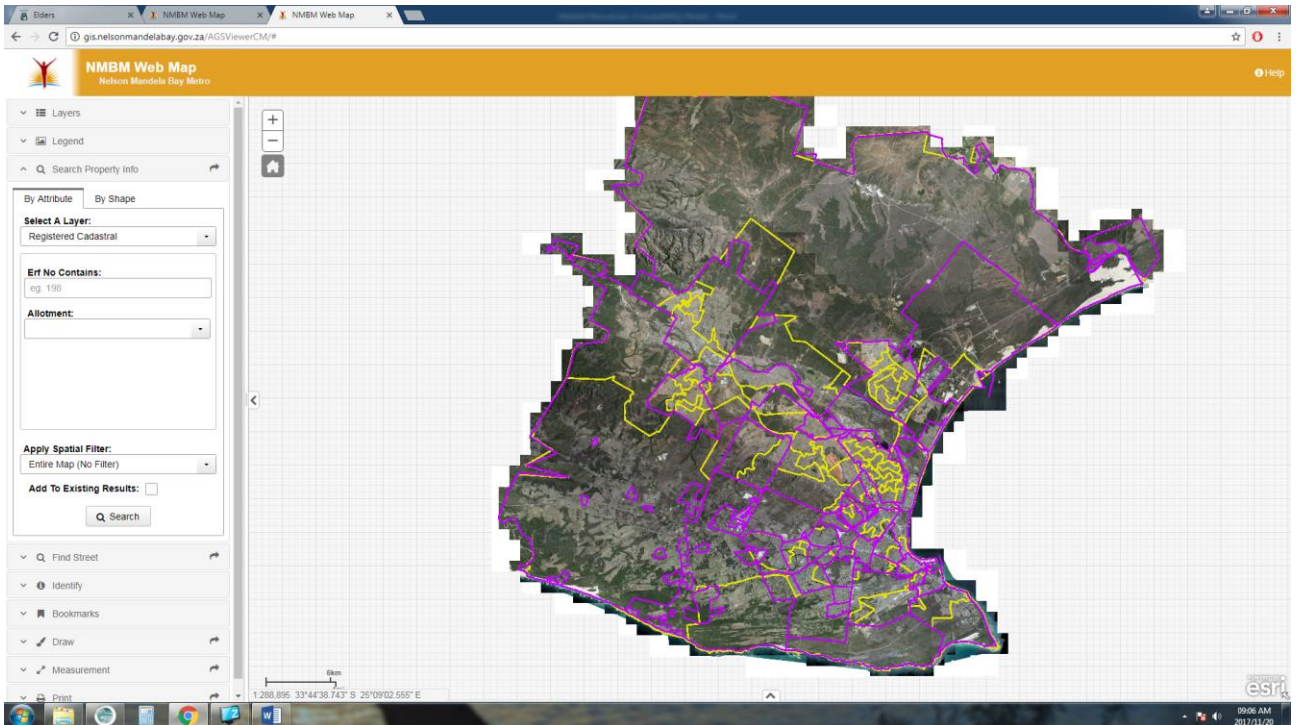 Elders
NMBM Web Map
NMBM Web Map
gis.nelsonmandelabay.gov.za/AGSViewerCM/#
NMBM Web Map
Nelson Mandela Bay Metro
Help
Layers
Legend
Search Property Info
By Attribute By Shape
Select A Layer:
Registered Cadastral
Erf No Contains:
eg. 198
Allotment:
Apply Spatial Filter:
Entire Map (No Filter)
Add To Existing Results:
Search
Find Street
Identify
Bookmarks
Draw
Measurement
Print
6km
1:288,895 33°44'38.743" S 25°09'02.555" E
esri
09:06 AM
2017/11/20